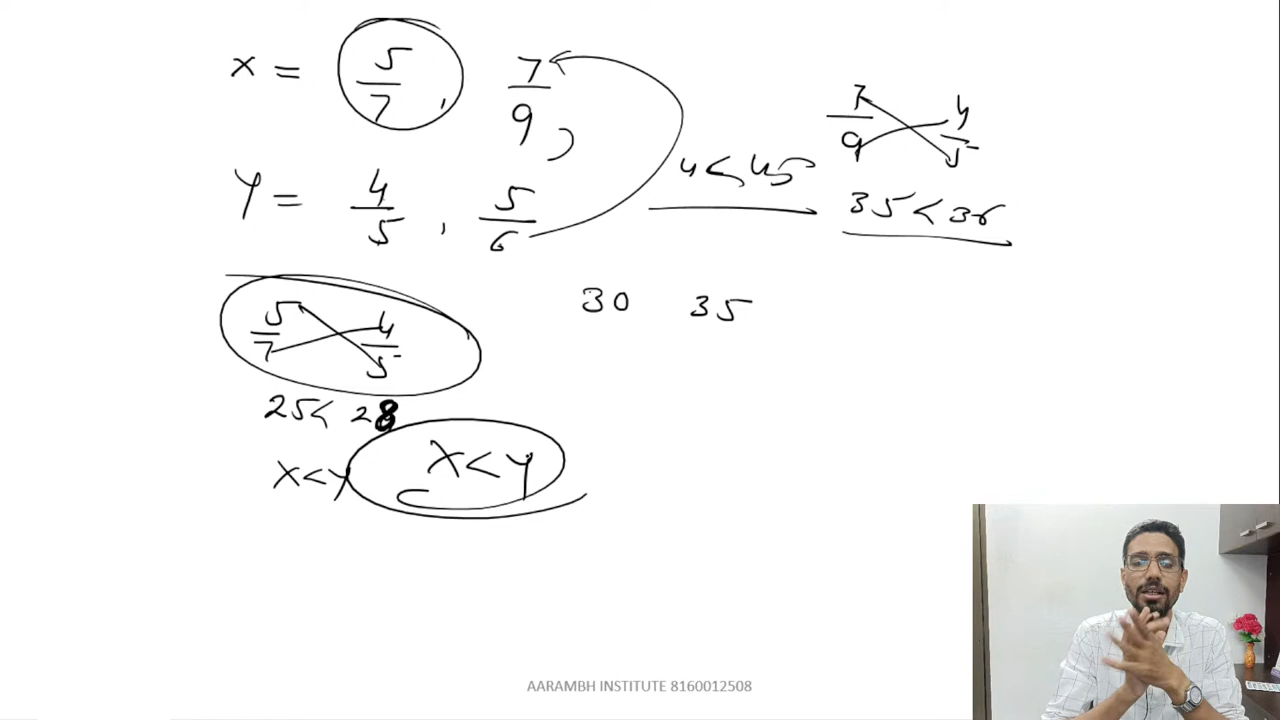 x = 5/7, 7/9,
y = 4/5, 5/6
4<45
7/9 4/5
35<36
5/7 4/5
30 35
25< 28
x<y x<y
AARAMBH INSTITUTE 8160012508